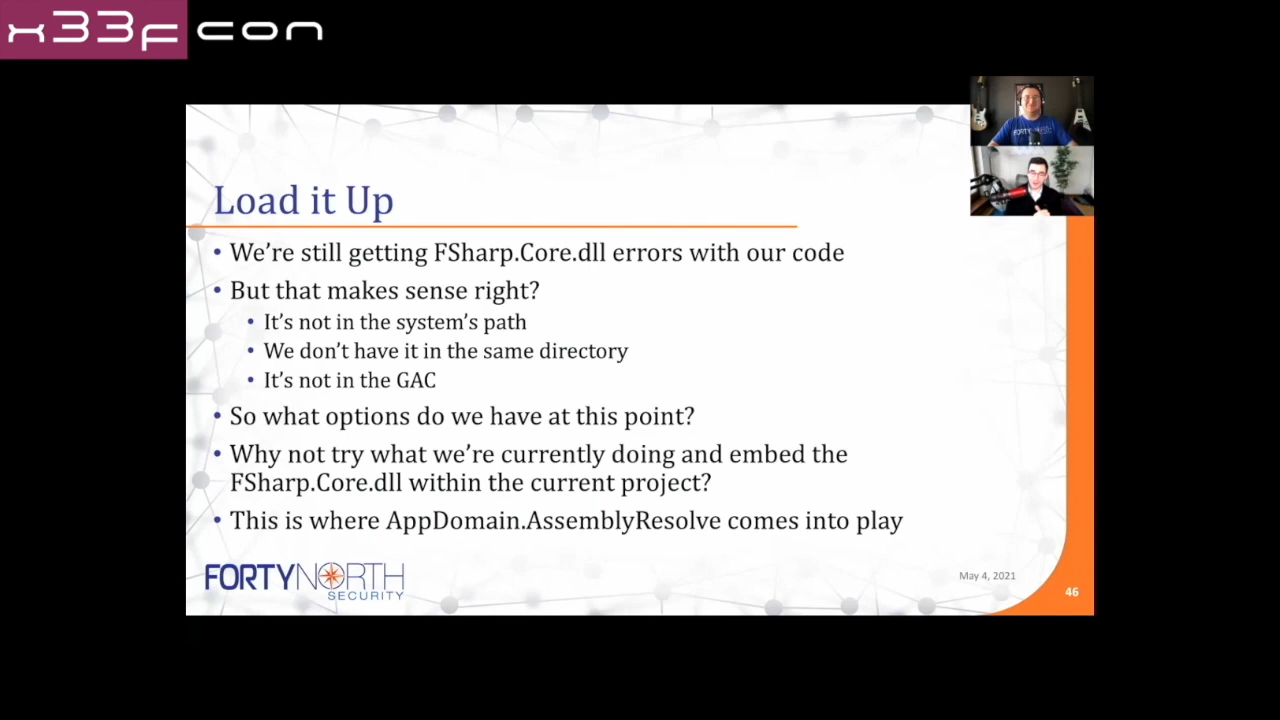 x33fcon
FORTYNORTH
Load it Up
• We're still getting FSharp.Core.dll errors with our code
• But that makes sense right?
• It's not in the system's path
• We don't have it in the same directory
• It's not in the GAC
• So what options do we have at this point?
• Why not try what we're currently doing and embed the
FSharp.Core.dll within the current project?
• This is where AppDomain.AssemblyResolve comes into play
FORTYNORTH
SECURITY
May 4, 2021
46